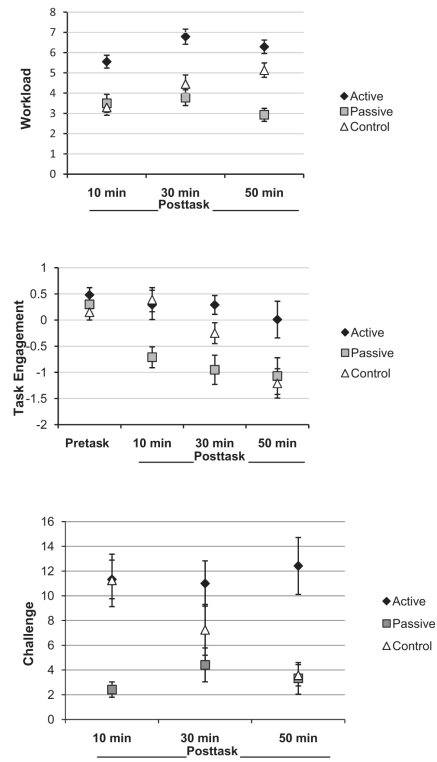 8
7
6
5
4
3
2
1
0
Workload
10 min 30 min 50 min
Posttask
Active
Passive
Control
1
0.5
0
-0.5
-1
-1.5
-2
Task Engagement
Pretask 10 min 30 min 50 min
Posttask
Active
Passive
Control
16
14
12
10
8
6
4
2
0
Challenge
10 min 30 min 50 min
Posttask
Active
Passive
Control